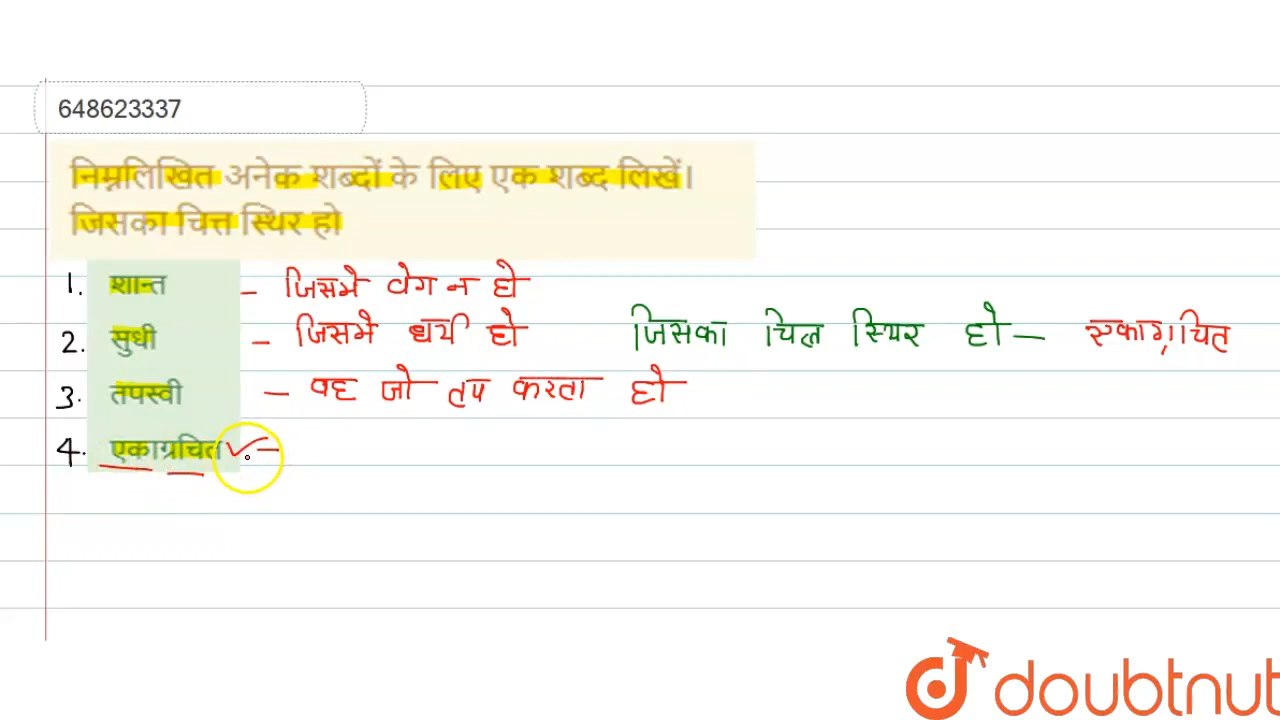 648623337
निम्नलिखित अनेक शब्दों के लिए एक शब्द लिखें।
जिसका चित्त स्थिर हो
1. शान्त – जिसमे वेग न हो
2. सुधी – जिसमे धर्य हो
जिसका चित्त स्थिर हो – एकाग्रचित
3. तपस्वी – वह जो तप करता हो
4. एकाग्रचित ✓ –
doubtnut